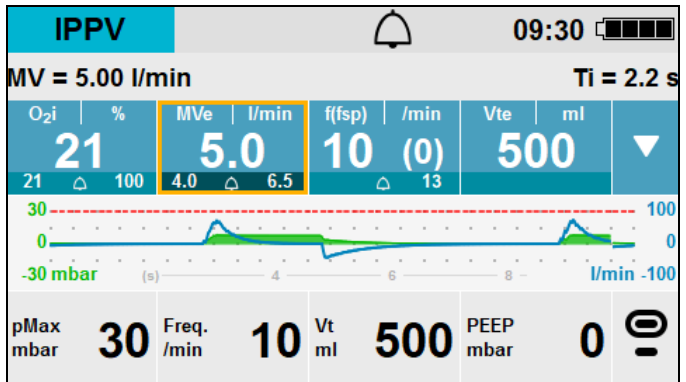 IPPV 09:30
MV = 5.00 l/min Ti = 2.2 s
O2i % MVe l/min f(fsp) /min Vte ml
21 5.0 10 (0) 500
21 100 4.0 6.5 13
30 100
0 0
-30 mbar (s) 4 6 8 l/min -100
pMax mbar 30 Freq. /min 10 Vt ml 500 PEEP mbar 0